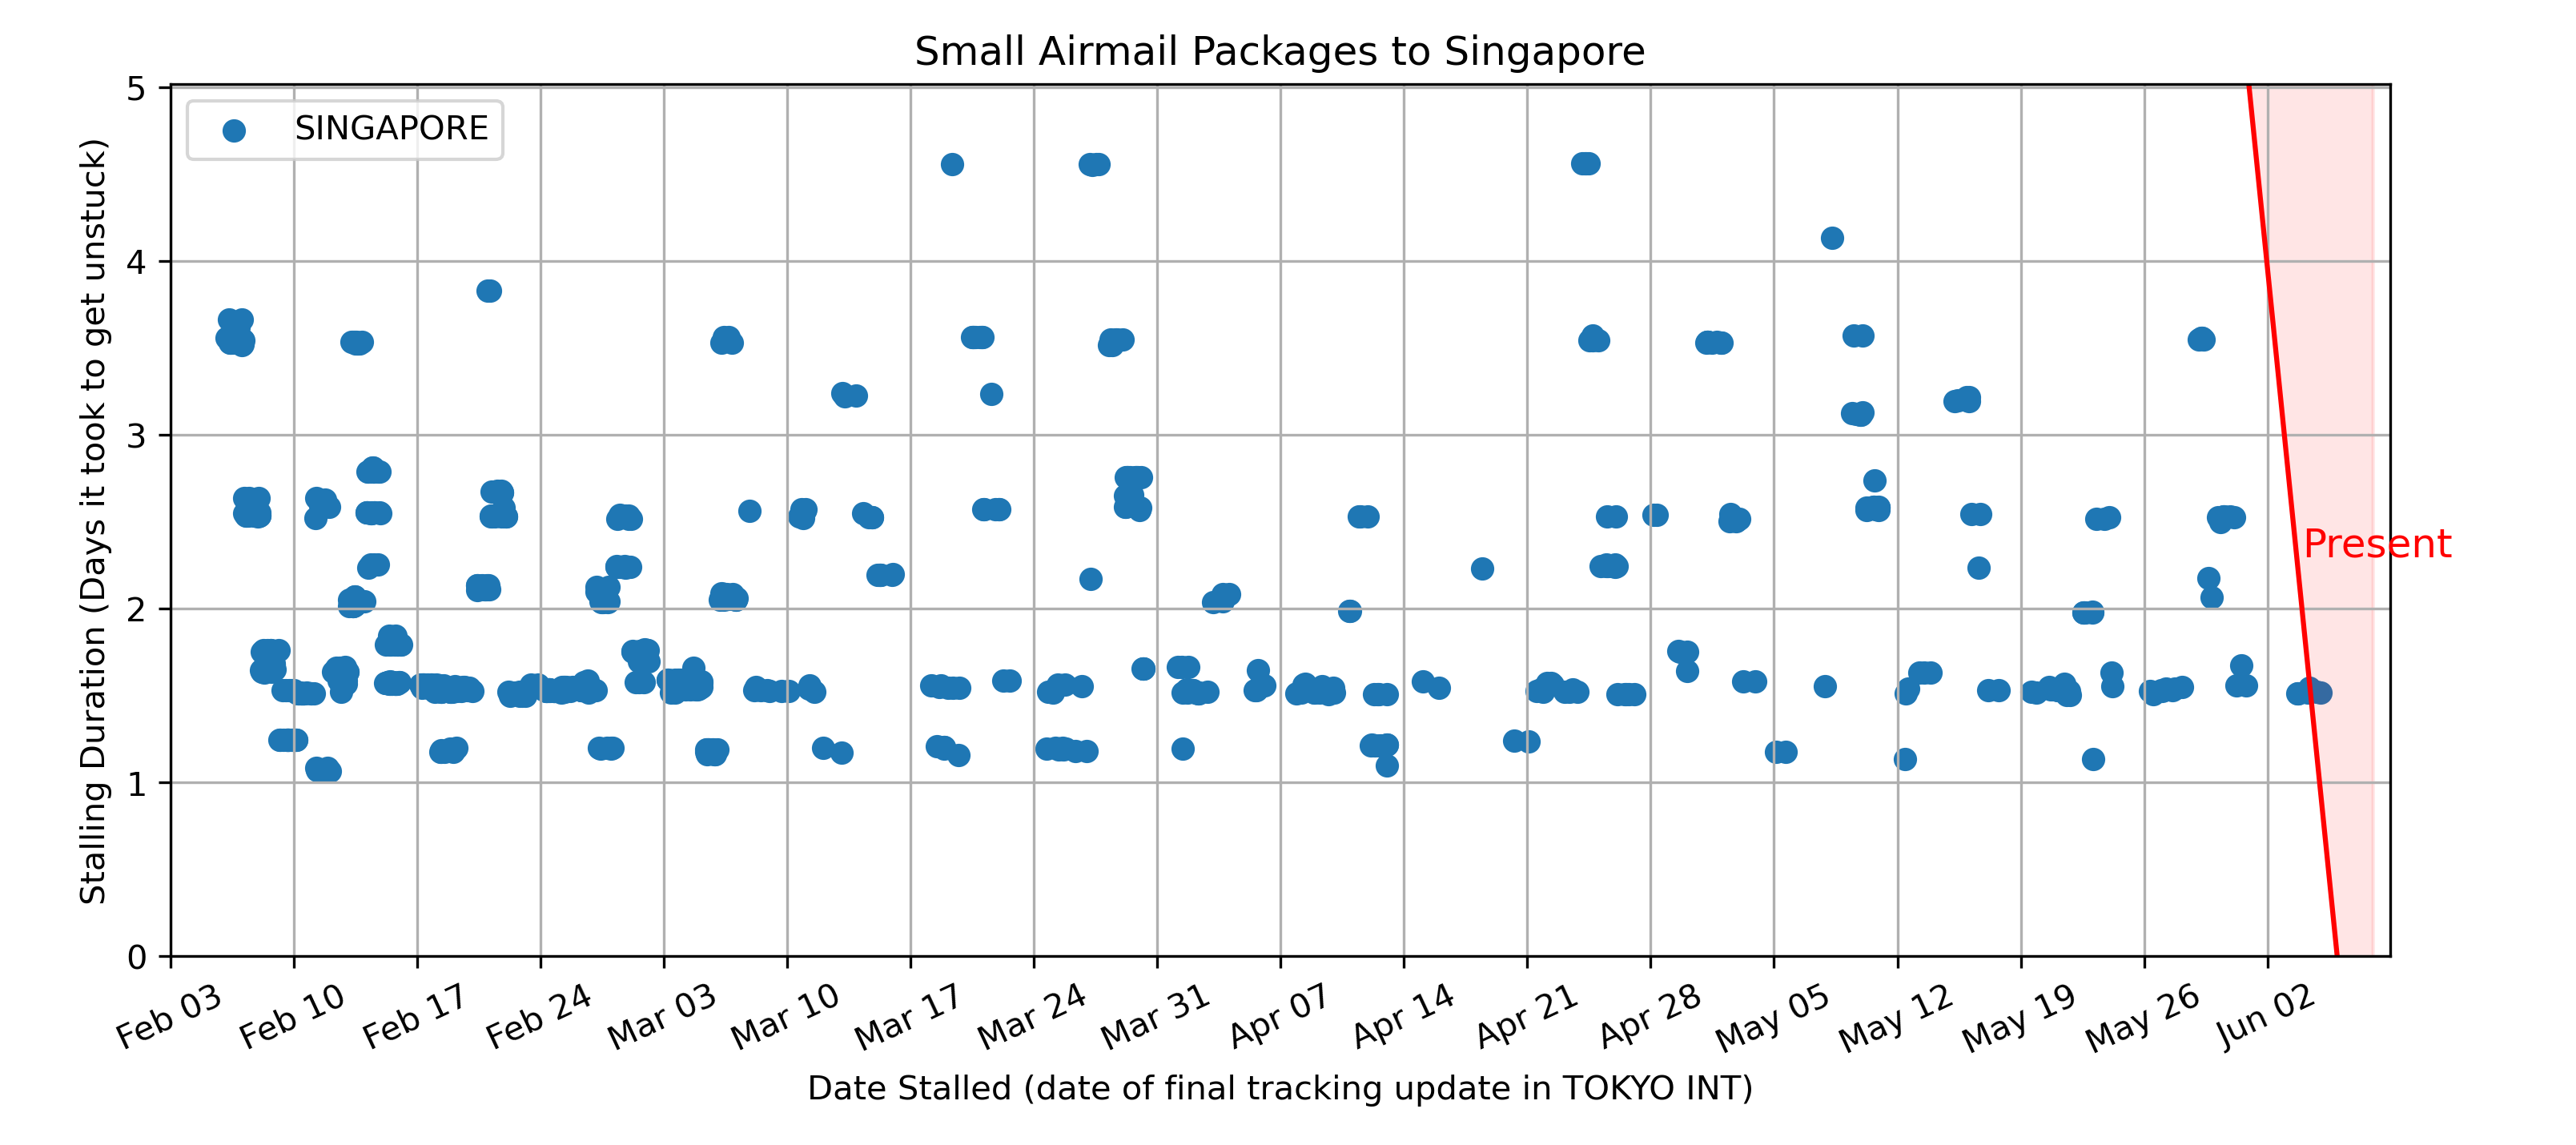 Small Airmail Packages to Singapore
SINGAPORE
Stalling Duration (Days it took to get unstuck)
5
4
3
2
1
0
Present
Feb 03
Feb 10
Feb 17
Feb 24
Mar 03
Mar 10
Mar 17
Mar 24
Mar 31
Apr 07
Apr 14
Apr 21
Apr 28
May 05
May 12
May 19
May 26
Jun 02
Date Stalled (date of final tracking update in TOKYO INT)